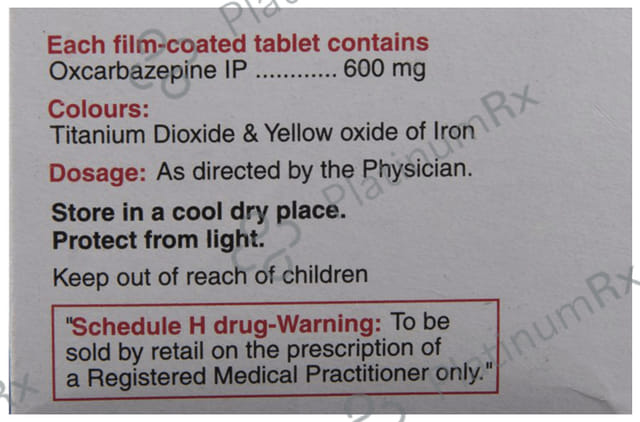 Each film-coated tablet contains
Oxcarbazepine IP ............ 600 mg
Colours:
Titanium Dioxide & Yellow oxide of Iron
Dosage: As directed by the Physician.
Store in a cool dry place.
Protect from light.
Keep out of reach of children
"Schedule H drug-Warning: To be
sold by retail on the prescription of
a Registered Medical Practitioner only."
PlatinumRx
PlatinumRx